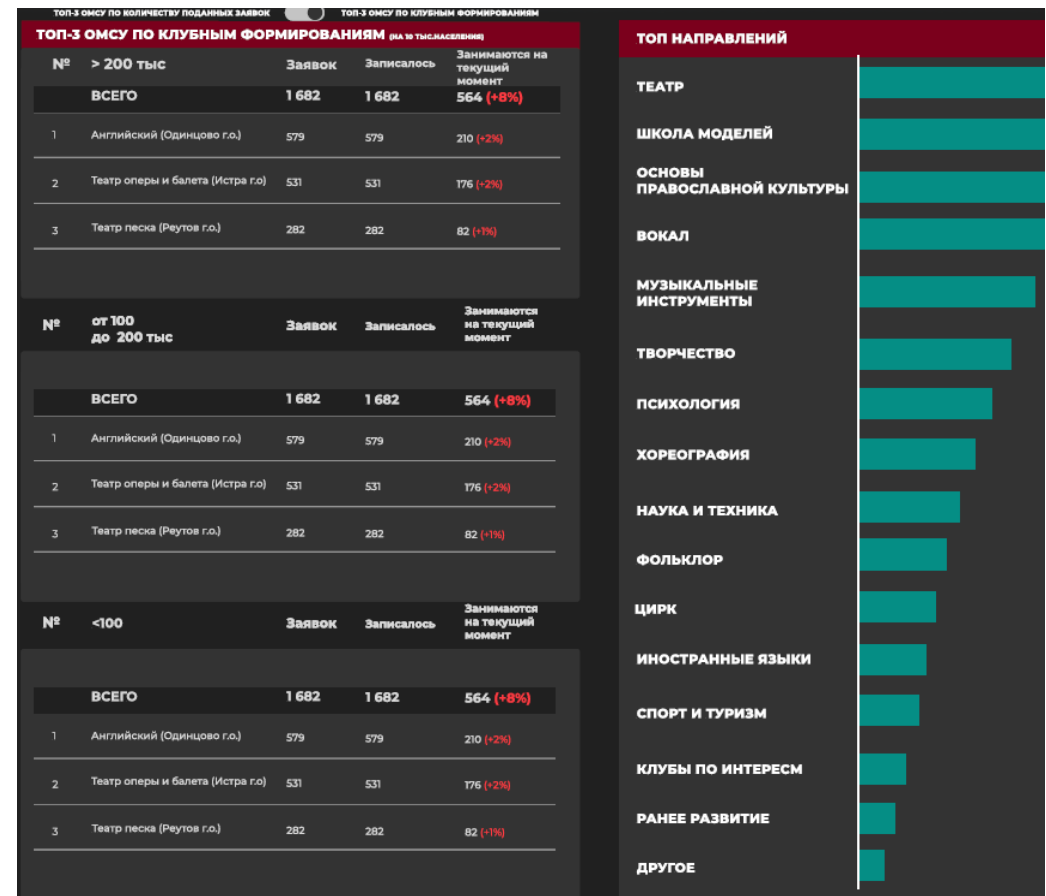 ТОП-3 ОМСУ ПО КОЛИЧЕСТВУ ПОДАННЫХ ЗАЯВОК
ТОП-3 ОМСУ ПО КЛУБНЫМ ФОРМИРОВАНИЯМ
ТОП-3 ОМСУ ПО КЛУБНЫМ ФОРМИРОВАНИЯМ (НА 10 ТЫС.НАСЕЛЕНИЯ)
№ > 200 тыс Заявок Записалось Занимаются на
текущий
момент
ВСЕГО 1 682 1 682 564 (+8%)
1 Английский (Одинцово г.о.) 579 579 210 (+2%)
2 Театр оперы и балета (Истра г.о) 531 531 176 (+2%)
3 Театр песка (Реутов г.о.) 282 282 82 (+1%)
№ от 100
до 200 тыс
Заявок Записалось Занимаются
на текущий
момент
ВСЕГО 1 682 1 682 564 (+8%)
1 Английский (Одинцово г.о.) 579 579 210 (+2%)
2 Театр оперы и балета (Истра г.о) 531 531 176 (+2%)
3 Театр песка (Реутов г.о.) 282 282 82 (+1%)
№ <100 Заявок Записалось Занимаются
на текущий
момент
ВСЕГО 1 682 1 682 564 (+8%)
1 Английский (Одинцово г.о.) 579 579 210 (+2%)
2 Театр оперы и балета (Истра г.о) 531 531 176 (+2%)
3 Театр песка (Реутов г.о.) 282 282 82 (+1%)
ТОП НАПРАВЛЕНИЙ
ТЕАТР
ШКОЛА МОДЕЛЕЙ
ОСНОВЫ
ПРАВОСЛАВНОЙ КУЛЬТУРЫ
ВОКАЛ
МУЗЫКАЛЬНЫЕ
ИНСТРУМЕНТЫ
ТВОРЧЕСТВО
ПСИХОЛОГИЯ
ХОРЕОГРАФИЯ
НАУКА И ТЕХНИКА
ФОЛЬКЛОР
ЦИРК
ИНОСТРАННЫЕ ЯЗЫКИ
СПОРТ И ТУРИЗМ
КЛУБЫ ПО ИНТЕРЕСМ
РАНЕЕ РАЗВИТИЕ
ДРУГОЕ